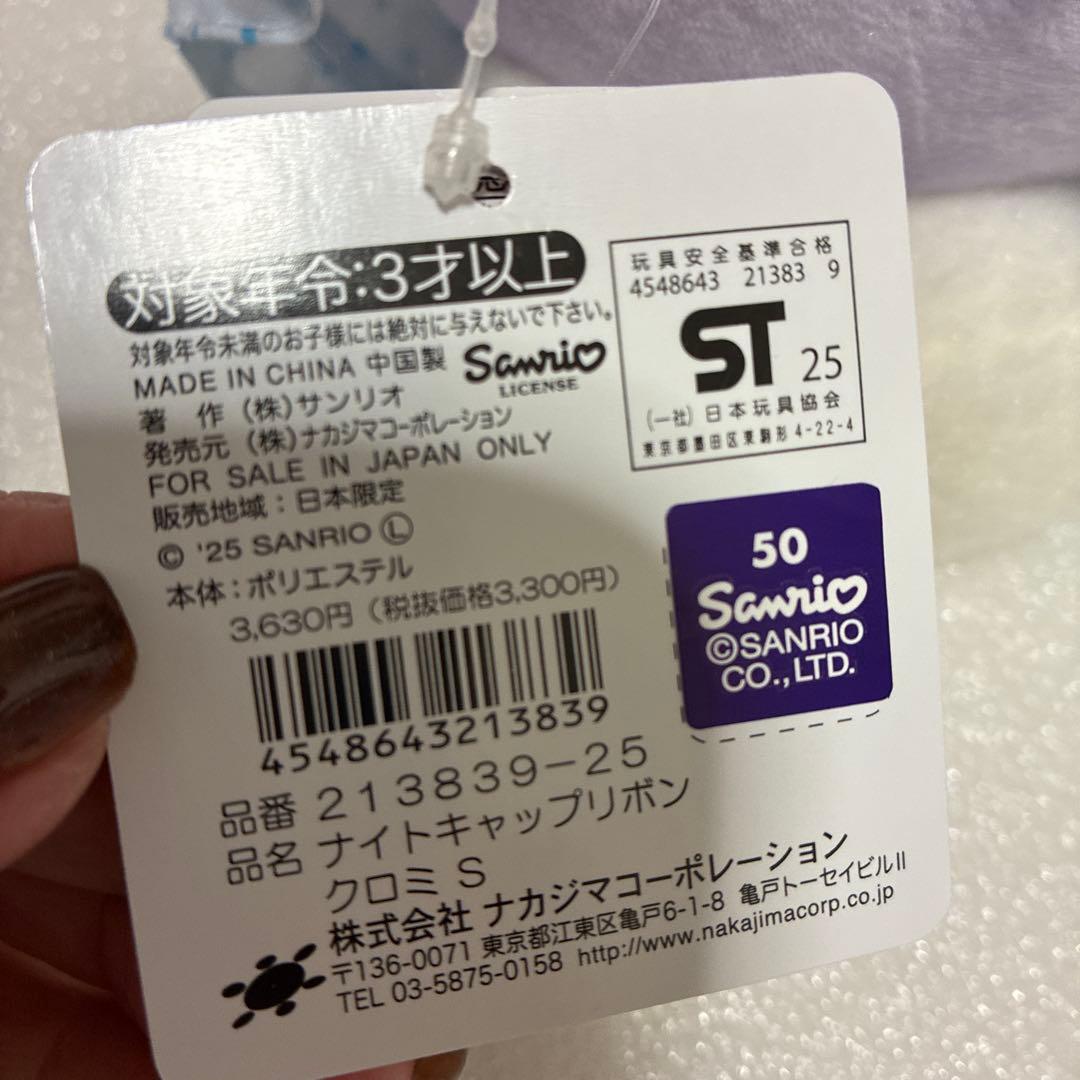 対象年令:3才以上
対象年令未満のお子様には絶対に与えないで下さい。
MADE IN CHINA 中国製
Sanrio
LICENSE
著 作 (株)サンリオ
発売元 (株)ナカジマコーポレーション
FOR SALE IN JAPAN ONLY
販売地域:日本限定
© '25 SANRIO Ⓛ
本体:ポリエステル
3,630円(税抜価格3,300円)
4548643213839
品番 213839-25
品名 ナイトキャップリボン
クロミ S
玩具安全基準合格
4548643 21383 9
ST 25
(一社)日本玩具協会
東京都墨田区東駒形4-22-4
50
Sanrio
©SANRIO
CO.,LTD.
株式会社 ナカジマコーポレーション
〒136-0071 東京都江東区亀戸6-1-8 亀戸トーセイビルⅡ
TEL 03-5875-0158 http://www.nakajimacorp.co.jp